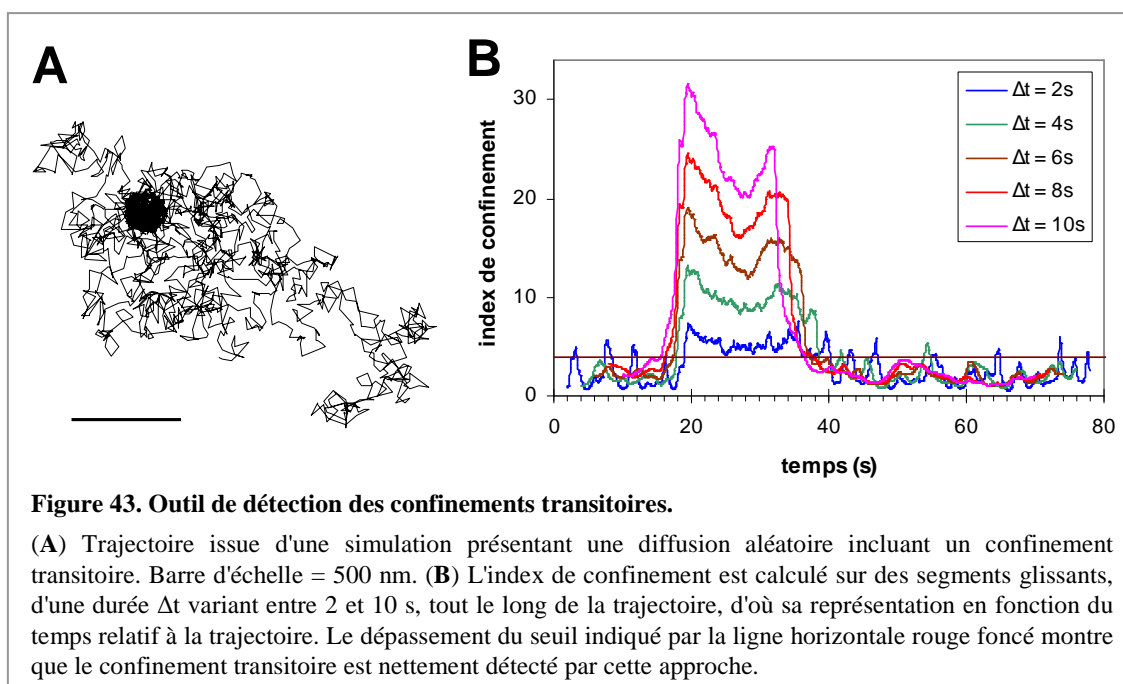 A
B
index de confinement
30
20
10
0
0
20
40
60
80
temps (s)
Δt = 2s
Δt = 4s
Δt = 6s
Δt = 8s
Δt = 10s
Figure 43. Outil de détection des confinements transitoires.
(A) Trajectoire issue d'une simulation présentant une diffusion aléatoire incluant un confinement
transitoire. Barre d'échelle = 500 nm. (B) L'index de confinement est calculé sur des segments glissants,
d'une durée Δt variant entre 2 et 10 s, tout le long de la trajectoire, d'où sa représentation en fonction du
temps relatif à la trajectoire. Le dépassement du seuil indiqué par la ligne horizontale rouge foncé montre
que le confinement transitoire est nettement détecté par cette approche.